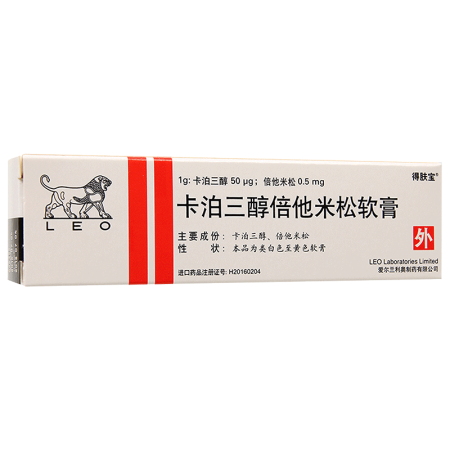 LEO
1g: 卡泊三醇 50 μg；倍他米松 0.5 mg
得肤宝®
卡泊三醇倍他米松软膏
主要成份： 卡泊三醇、倍他米松
性 状： 本品为类白色至黄色软膏
外
进口药品注册证号: H20160204
LEO Laboratories Limited
爱尔兰利奥制药有限公司